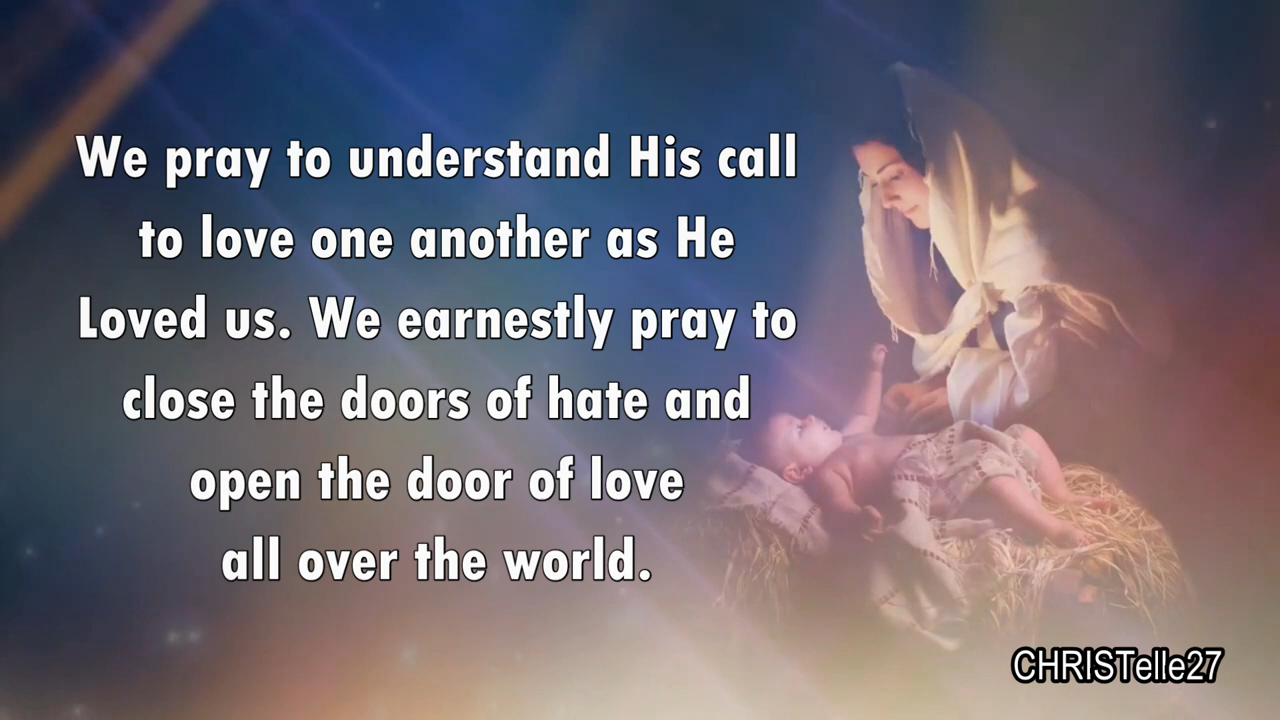 We pray to understand His call
to love one another as He
Loved us. We earnestly pray to
close the doors of hate and
open the door of love
all over the world.
CHRISTelle27